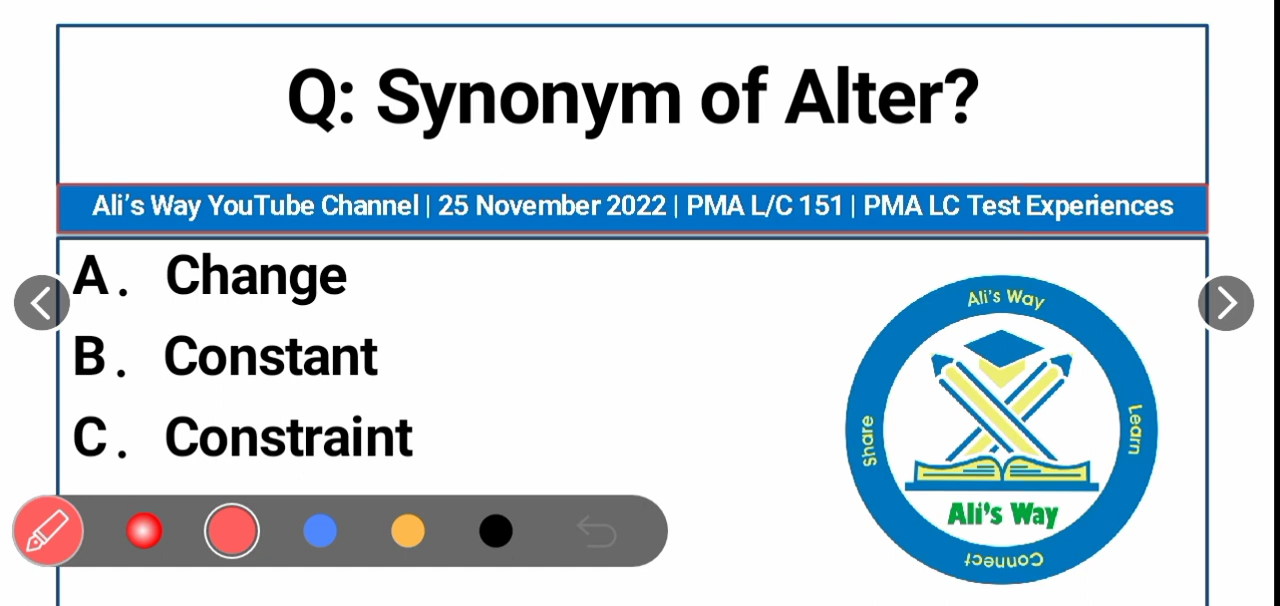 Q: Synonym of Alter?
Ali's Way YouTube Channel | 25 November 2022 | PMA L/C 151 | PMA LC Test Experiences
A. Change
B. Constant
C. Constraint
Ali's Way
Share
Learn
Ali's Way
Connect